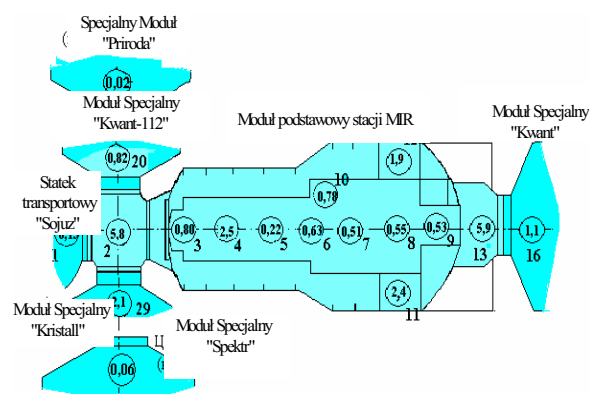 Specjalny Moduł
"Priroda"
0,02
Moduł Specjalny
"Kwant-112"
Moduł podstawowy stacji MIR
Moduł Specjalny
"Kwant"
0,82 20
1,9
Statek
transportowy
"Sojuz"
10
0,78
5,8
0,80
2,5
0,22
0,63
0,51
0,55
0,53
5,9
1,1
1 2 3 4 5 6 7 8 9 13 16
2,1 29
2,4
11
Moduł Specjalny
"Kristall"
Moduł Specjalny
"Spektr"
0,06